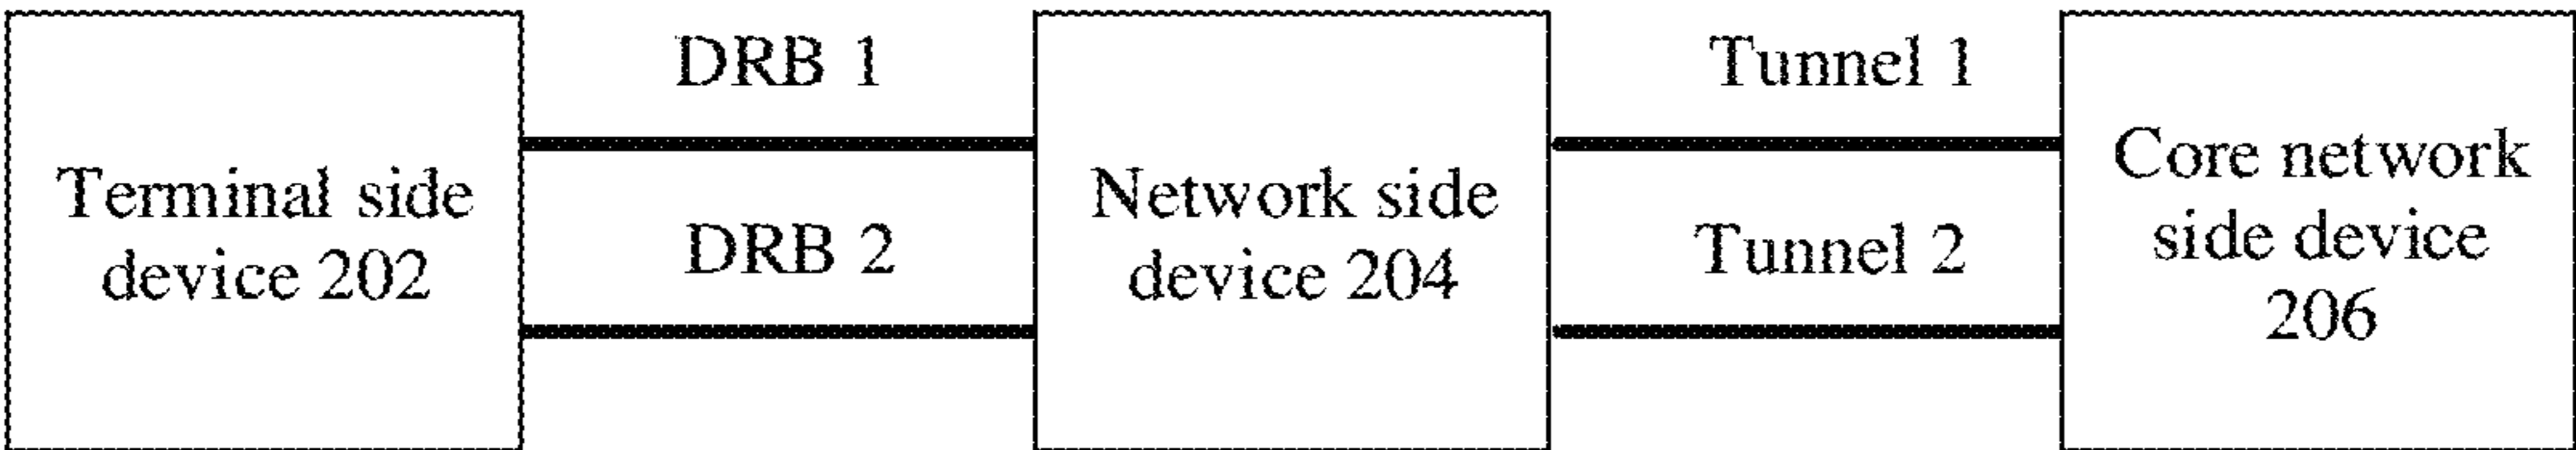 Terminal side
device 202
DRB 1
DRB 2
Network side
device 204
Tunnel 1
Tunnel 2
Core network
side device
206